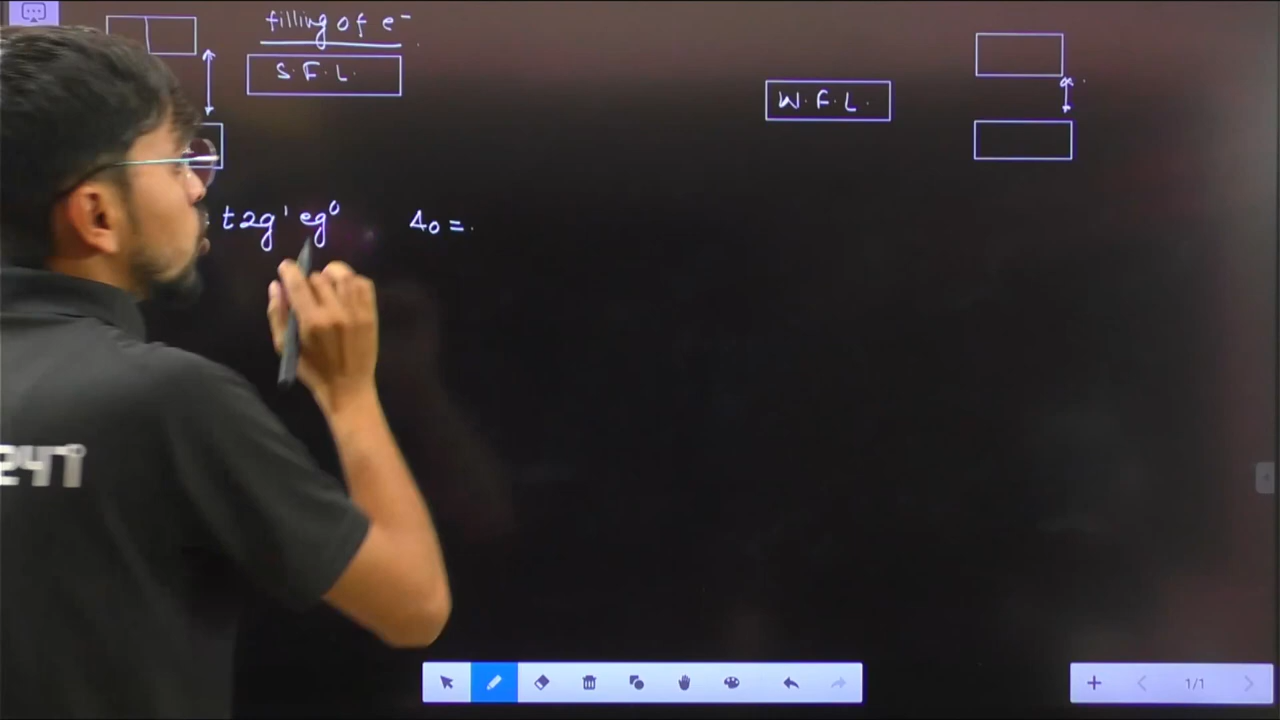 filling of e⁻
S.F.L.
W.F.L.
t2g¹ eg⁰ Δo =
247
1/1